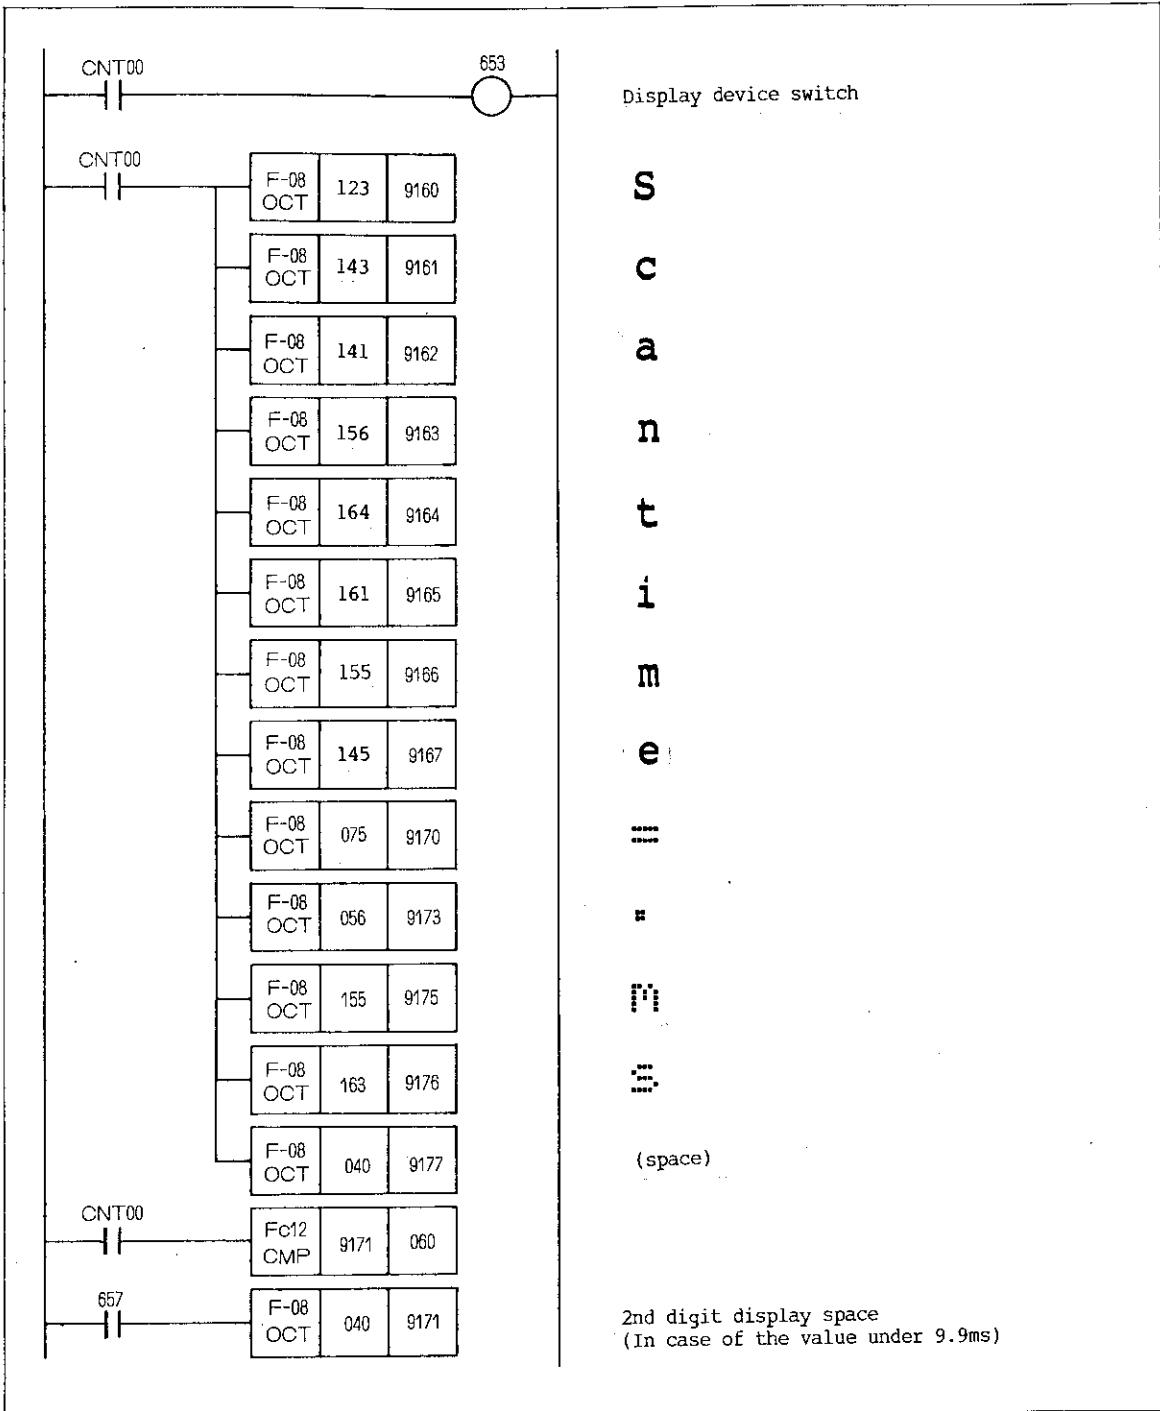 CNT00 653
Display device switch
CNT00
F-08 OCT 123 9160 S
F-08 OCT 143 9161 c
F-08 OCT 141 9162 a
F-08 OCT 156 9163 n
F-08 OCT 164 9164 t
F-08 OCT 161 9165 i
F-08 OCT 155 9166 m
F-08 OCT 145 9167 e
F-08 OCT 075 9170 =
F-08 OCT 056 9173 .
F-08 OCT 155 9175 m
F-08 OCT 163 9176 s
F-08 OCT 040 9177 (space)
CNT00
Fc12 CMP 9171 060
657
F-08 OCT 040 9171
2nd digit display space
(In case of the value under 9.9ms)